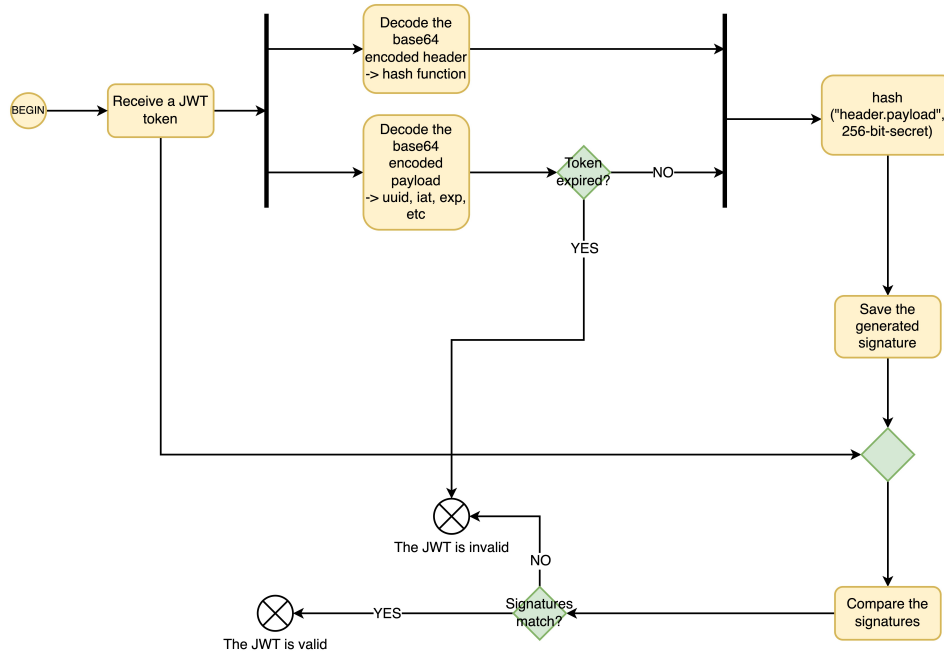 Decode the
base64
encoded header
-> hash function
BEGIN
Receive a JWT
token
hash
("header.payload",
256-bit-secret)
Decode the
base64
encoded
payload
-> uuid, iat, exp,
etc
Token
expired?
NO
YES
Save the
generated
signature
The JWT is invalid
NO
Signatures
match?
YES
Compare the
signatures
The JWT is valid